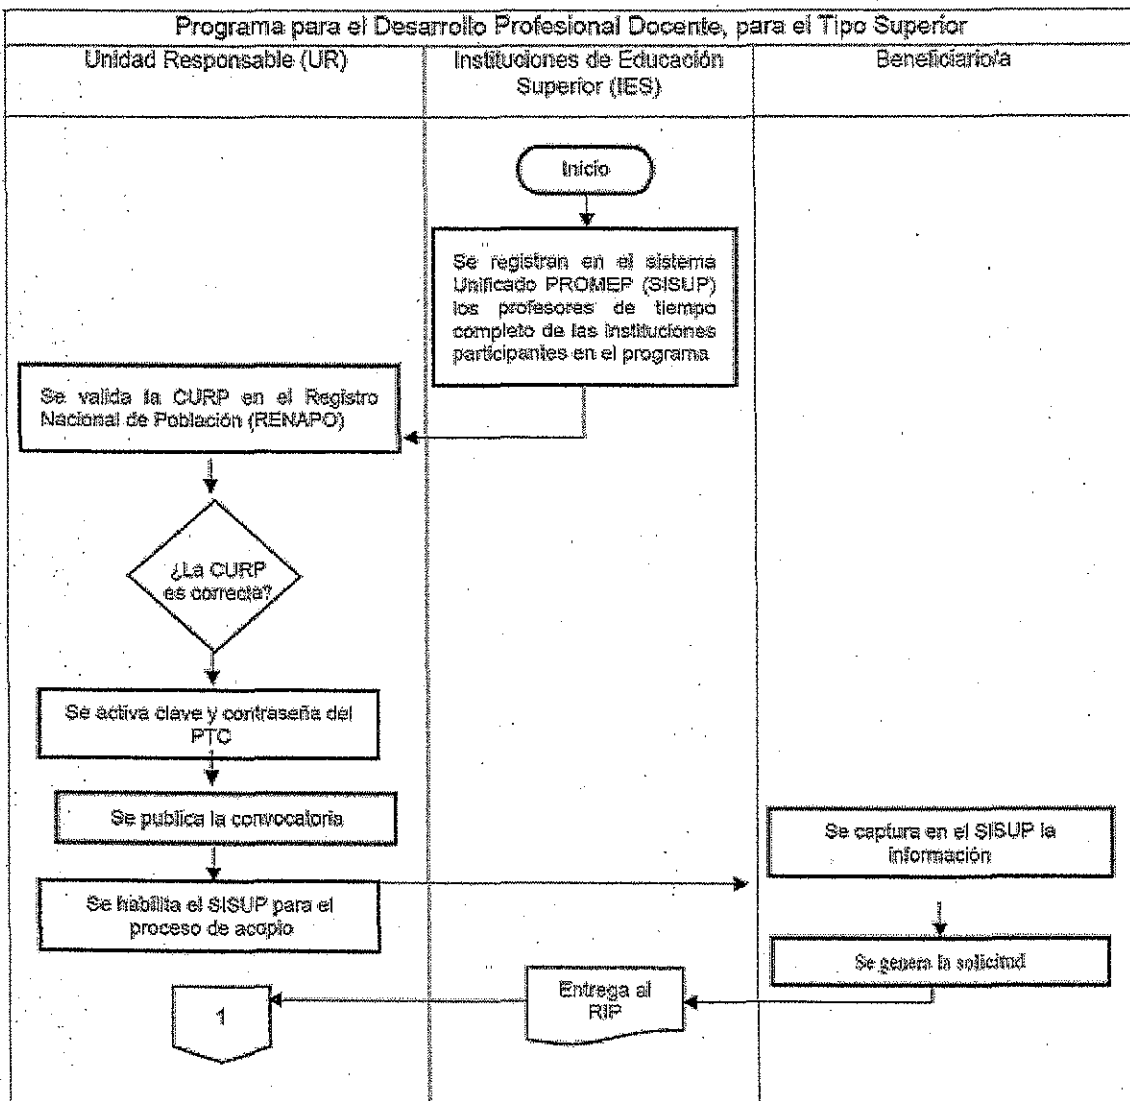 Programa para el Desarrollo Profesional Docente, para el Tipo Superior
Unidad Responsable (UR)
Instituciones de Educación
Superior (IES)
Beneficiario/a
Inicio
Se registran en el sistema
Unificado PROMEP (SISUP)
los profesores de tiempo
completo de las instituciones
participantes en el programa
Se valida la CURP en el Registro
Nacional de Población (RENAPO)
¿La CURP
es correcta?
Se activa clave y contraseña del
PTC
Se publica la convocatoria
Se captura en el SISUP la
información
Se habilita el SISUP para el
proceso de acopio
Se genera la solicitud
Entrega al
RIP
1